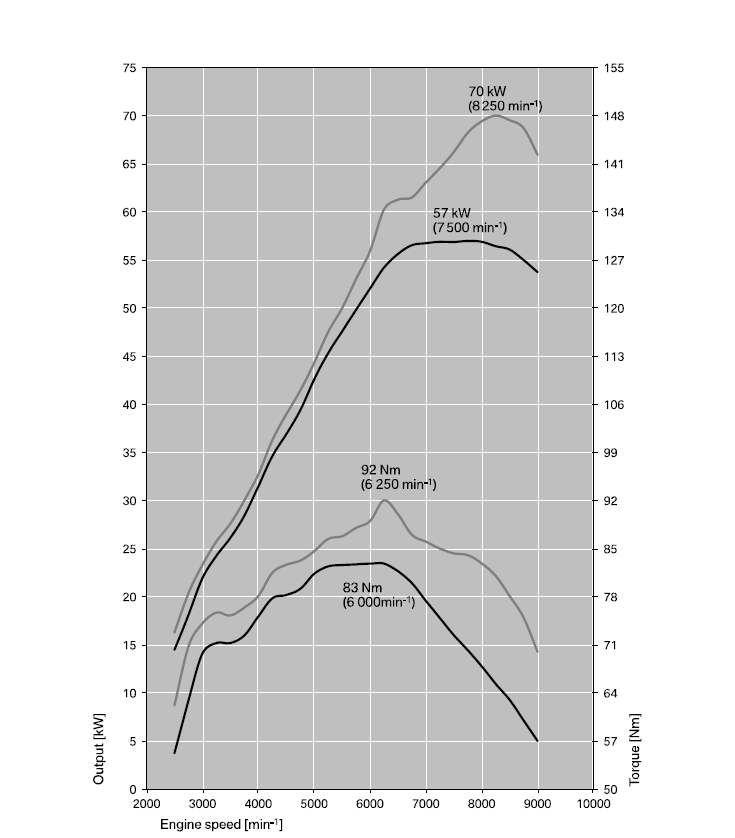 75 155
70 kW
(8 250 min-1)
70 148
65 141
60 134
57 kW
(7 500 min-1)
55 127
50 120
45 113
40 106
35 99
92 Nm
(6 250 min-1)
30 92
25 85
83 Nm
(6 000min-1)
20 78
15 71
10 64
5 57
0 50
Output [kW]
Torque [Nm]
2000 3000 4000 5000 6000 7000 8000 9000 10000
Engine speed [min-1]